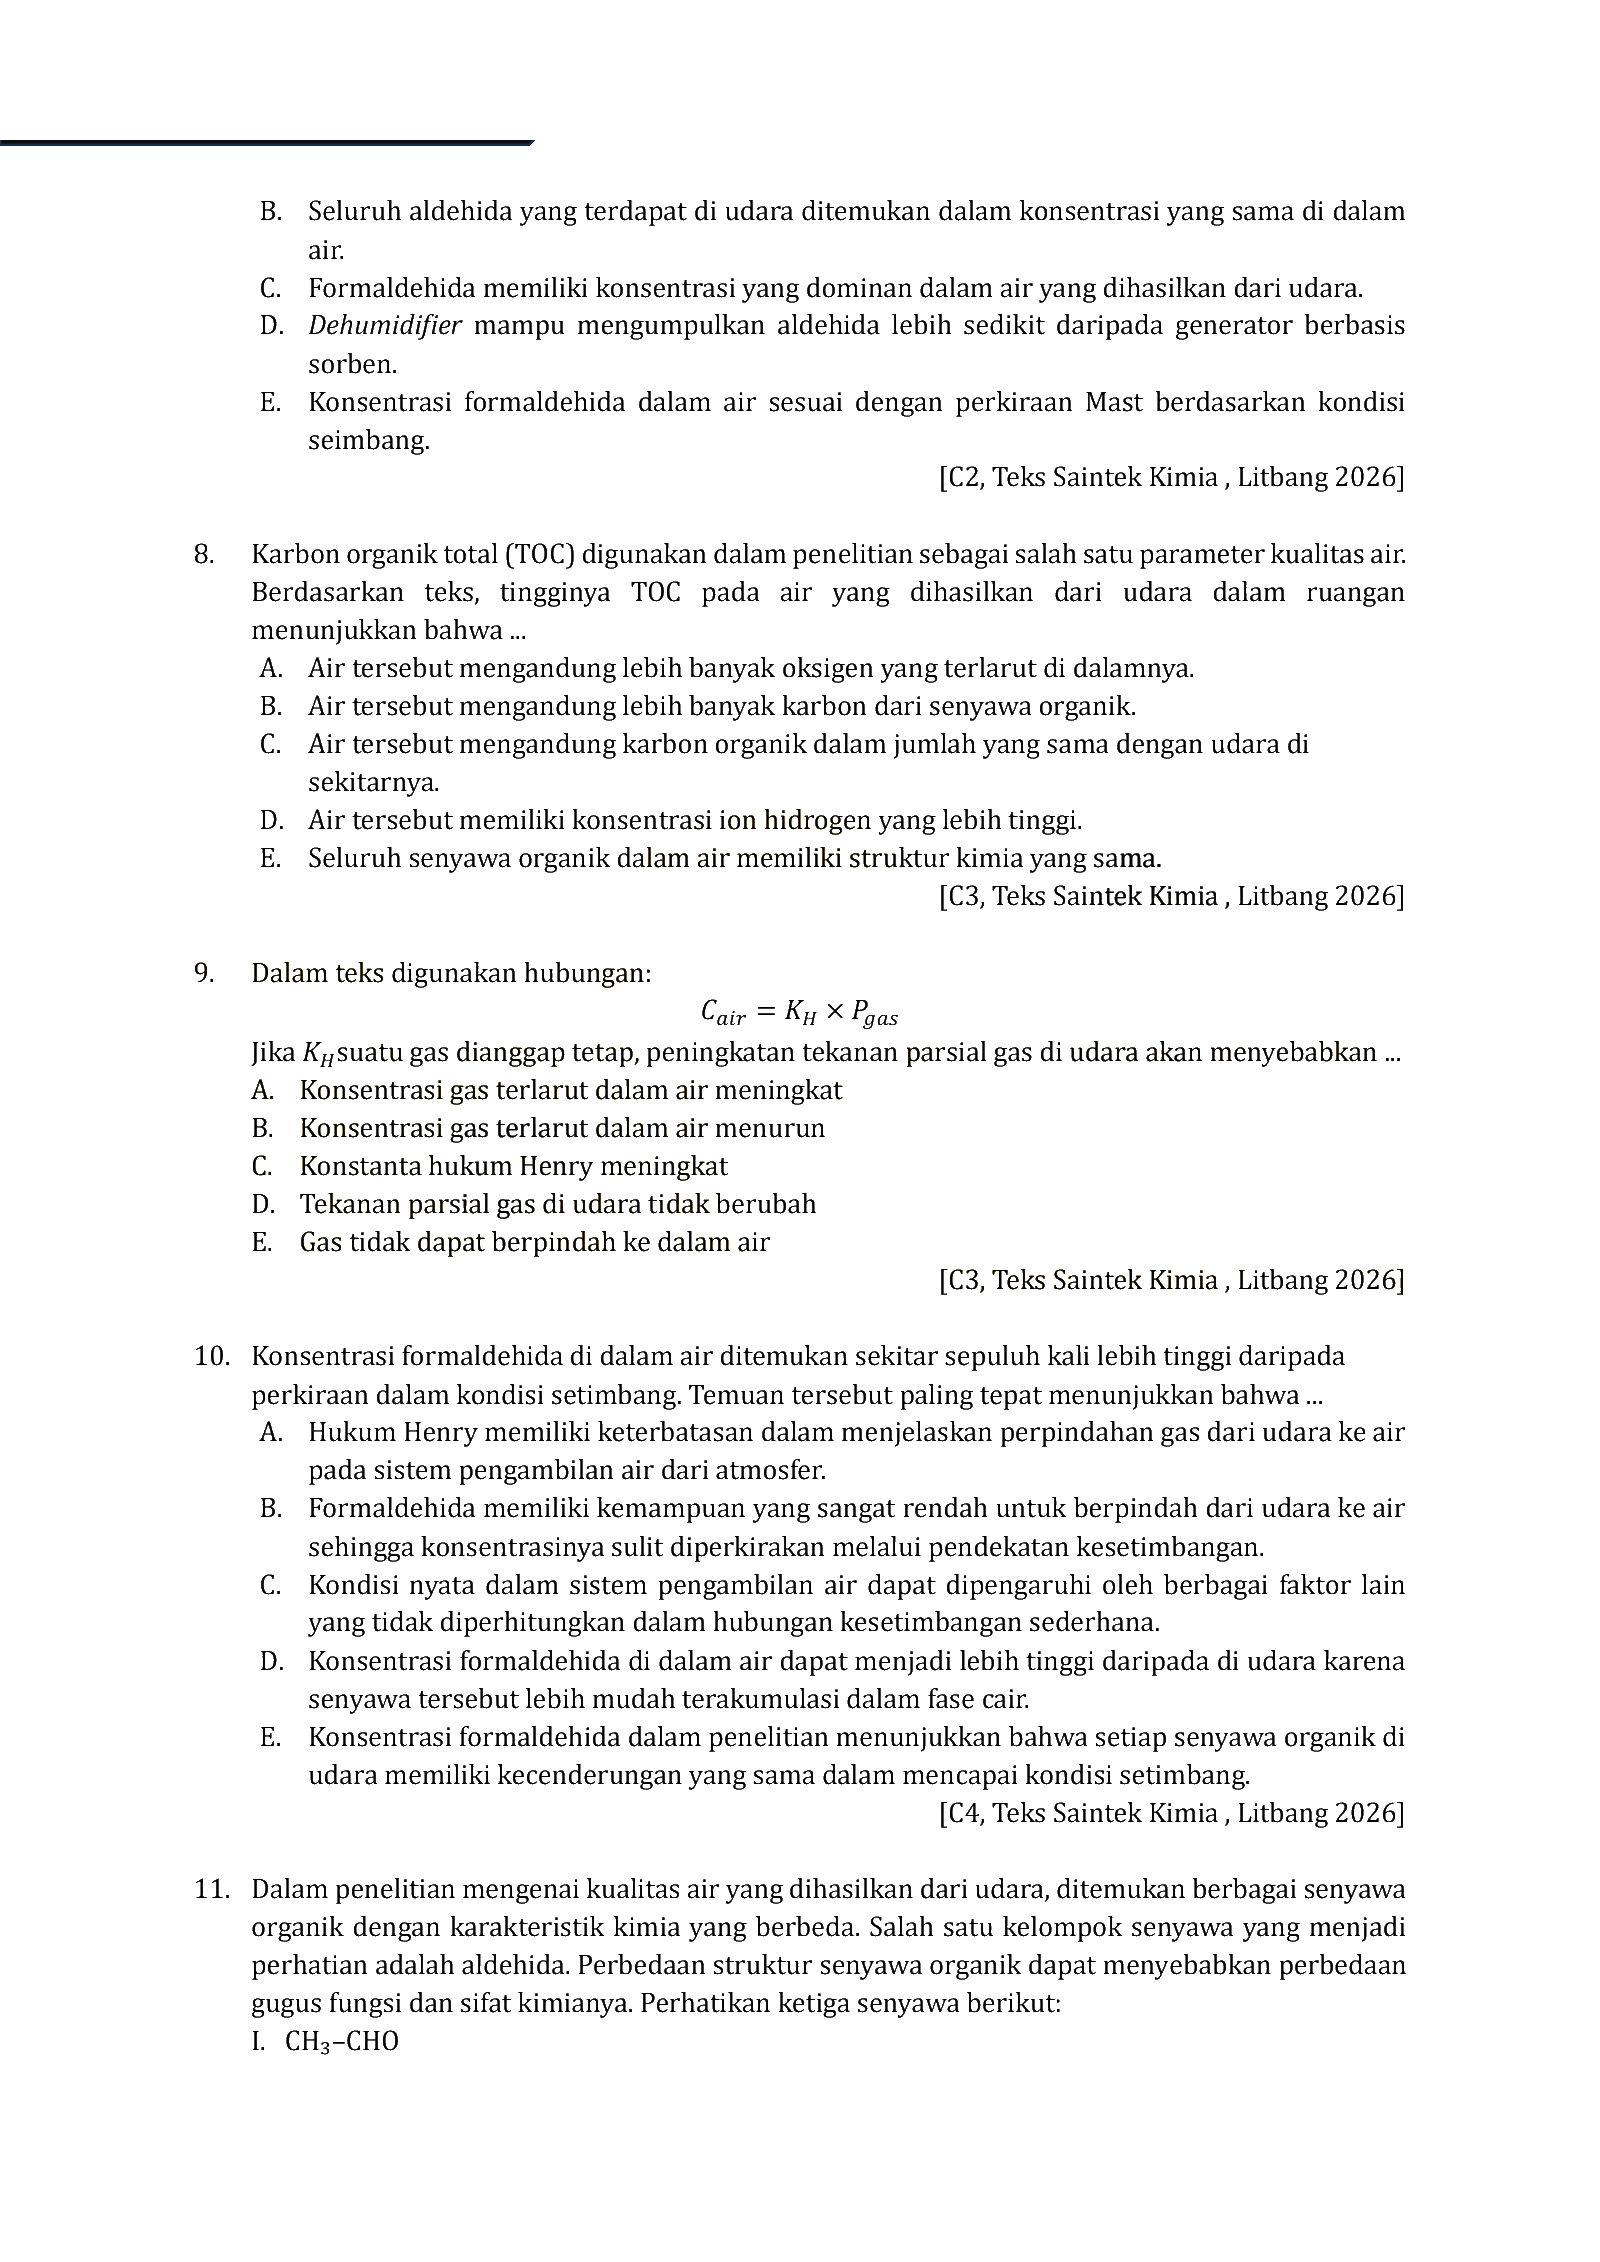 B. Seluruh aldehida yang terdapat di udara ditemukan dalam konsentrasi yang sama di dalam
air.
C. Formaldehida memiliki konsentrasi yang dominan dalam air yang dihasilkan dari udara.
D. Dehumidifier mampu mengumpulkan aldehida lebih sedikit daripada generator berbasis
sorben.
E. Konsentrasi formaldehida dalam air sesuai dengan perkiraan Mast berdasarkan kondisi
seimbang.
[C2, Teks Saintek Kimia , Litbang 2026]
8. Karbon organik total (TOC) digunakan dalam penelitian sebagai salah satu parameter kualitas air.
Berdasarkan teks, tingginya TOC pada air yang dihasilkan dari udara dalam ruangan
menunjukkan bahwa ...
A. Air tersebut mengandung lebih banyak oksigen yang terlarut di dalamnya.
B. Air tersebut mengandung lebih banyak karbon dari senyawa organik.
C. Air tersebut mengandung karbon organik dalam jumlah yang sama dengan udara di
sekitarnya.
D. Air tersebut memiliki konsentrasi ion hidrogen yang lebih tinggi.
E. Seluruh senyawa organik dalam air memiliki struktur kimia yang sama.
[C3, Teks Saintek Kimia , Litbang 2026]
9. Dalam teks digunakan hubungan:
C_air = K_H × P_gas
Jika K_H suatu gas dianggap tetap, peningkatan tekanan parsial gas di udara akan menyebabkan ...
A. Konsentrasi gas terlarut dalam air meningkat
B. Konsentrasi gas terlarut dalam air menurun
C. Konstanta hukum Henry meningkat
D. Tekanan parsial gas di udara tidak berubah
E. Gas tidak dapat berpindah ke dalam air
[C3, Teks Saintek Kimia , Litbang 2026]
10. Konsentrasi formaldehida di dalam air ditemukan sekitar sepuluh kali lebih tinggi daripada
perkiraan dalam kondisi setimbang. Temuan tersebut paling tepat menunjukkan bahwa ...
A. Hukum Henry memiliki keterbatasan dalam menjelaskan perpindahan gas dari udara ke air
pada sistem pengambilan air dari atmosfer.
B. Formaldehida memiliki kemampuan yang sangat rendah untuk berpindah dari udara ke air
sehingga konsentrasinya sulit diperkirakan melalui pendekatan kesetimbangan.
C. Kondisi nyata dalam sistem pengambilan air dapat dipengaruhi oleh berbagai faktor lain
yang tidak diperhitungkan dalam hubungan kesetimbangan sederhana.
D. Konsentrasi formaldehida di dalam air dapat menjadi lebih tinggi daripada di udara karena
senyawa tersebut lebih mudah terakumulasi dalam fase cair.
E. Konsentrasi formaldehida dalam penelitian menunjukkan bahwa setiap senyawa organik di
udara memiliki kecenderungan yang sama dalam mencapai kondisi setimbang.
[C4, Teks Saintek Kimia , Litbang 2026]
11. Dalam penelitian mengenai kualitas air yang dihasilkan dari udara, ditemukan berbagai senyawa
organik dengan karakteristik kimia yang berbeda. Salah satu kelompok senyawa yang menjadi
perhatian adalah aldehida. Perbedaan struktur senyawa organik dapat menyebabkan perbedaan
gugus fungsi dan sifat kimianya. Perhatikan ketiga senyawa berikut:
I. CH₃–CHO